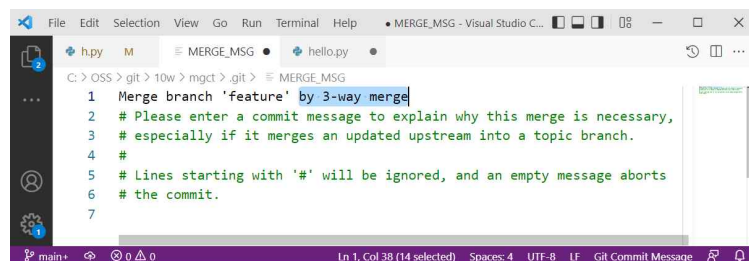 File Edit Selection View Go Run Terminal Help ● MERGE_MSG - Visual Studio C...
h.py M MERGE_MSG ● hello.py ●
C: > OSS > git > 10w > mgct > .git > MERGE_MSG
1 Merge branch 'feature' by 3-way merge
2 # Please enter a commit message to explain why this merge is necessary,
3 # especially if it merges an updated upstream into a topic branch.
4 #
5 # Lines starting with '#' will be ignored, and an empty message aborts
6 # the commit.
7
2
1
main+ 0 0 Ln 1, Col 38 (14 selected) Spaces: 4 UTF-8 LF Git Commit Message